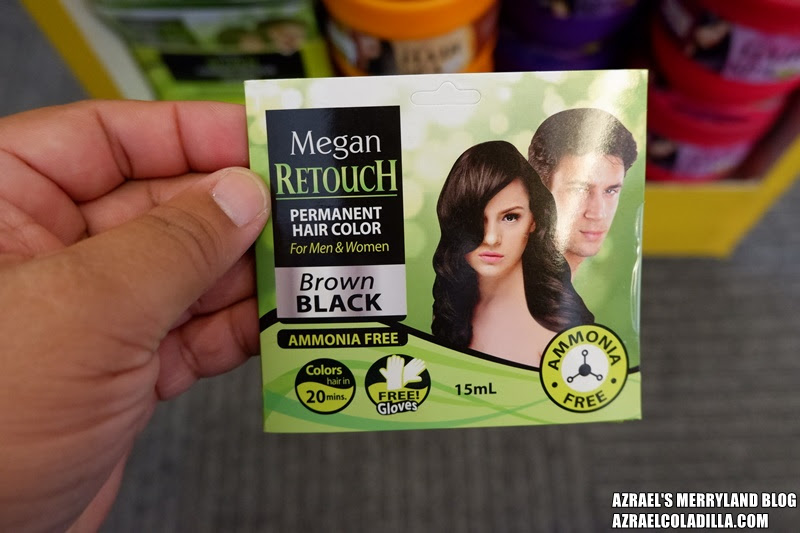 Megan
RETOUCH
PERMANENT
HAIR COLOR
For Men & Women
Brown
BLACK
AMMONIA FREE
Colors
hair in
20 mins.
FREE!
Gloves
15mL
AMMONIA
FREE
AZRAEL'S MERRYLAND BLOG
AZRAELCOLADILLA.COM